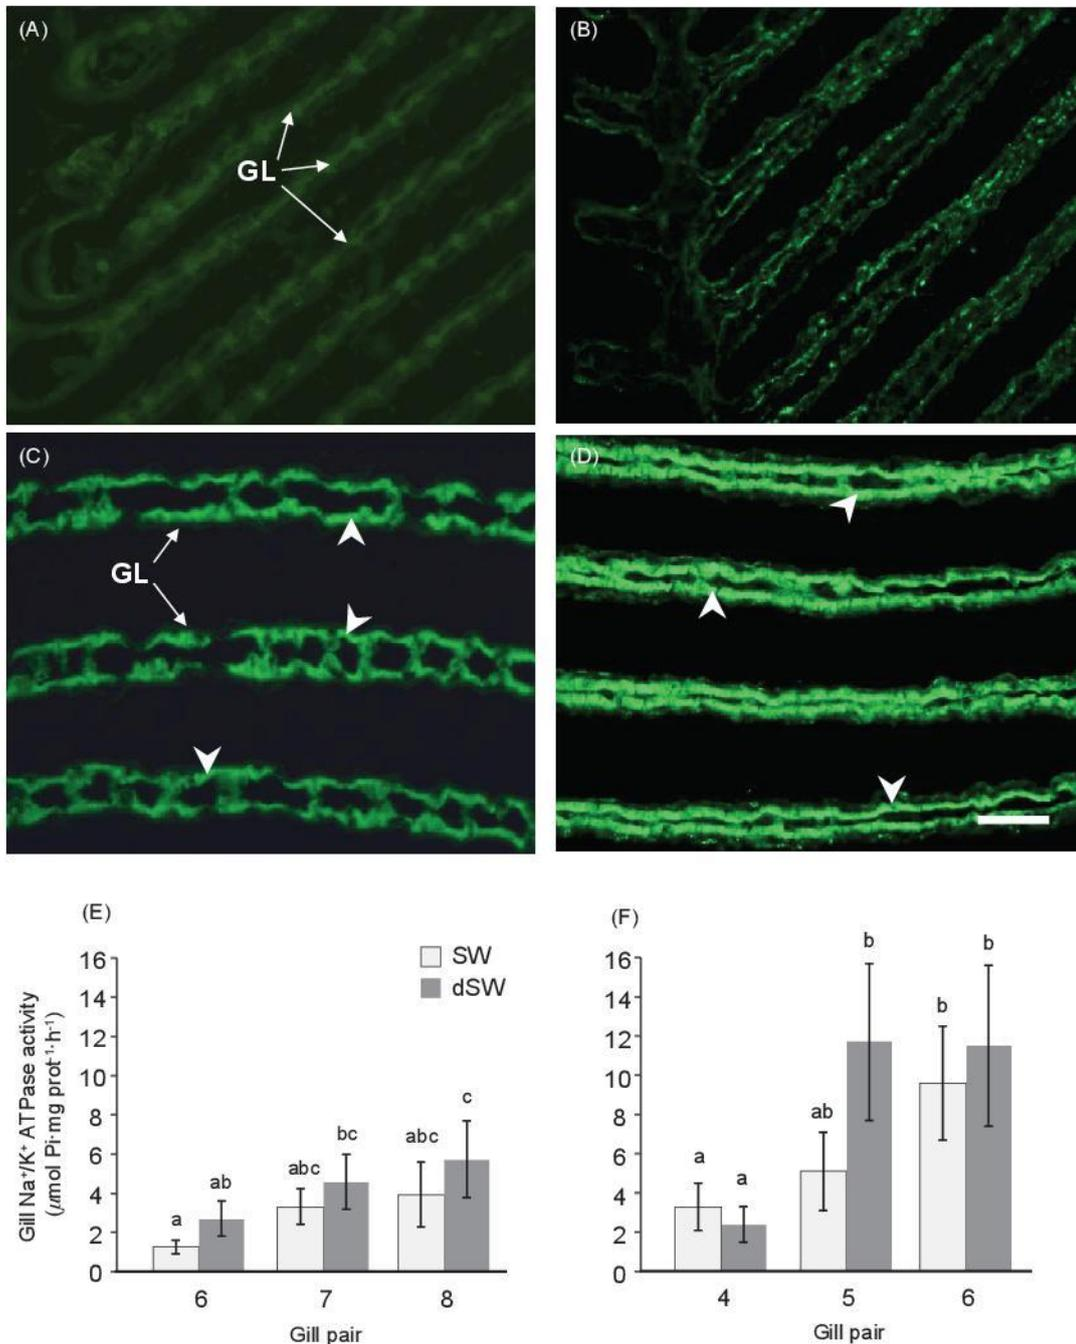 (A)
GL
(B)
(C)
GL
(D)
(E)
Gill Na⁺/K⁺ ATPase activity
(μmol Pi·mg prot⁻¹·h⁻¹)
16
14
12
10
8
6
4
2
0
SW
dSW
a
ab
abc
bc
abc
c
6
7
8
Gill pair
(F)
16
14
12
10
8
6
4
2
0
a
a
ab
b
b
b
4
5
6
Gill pair